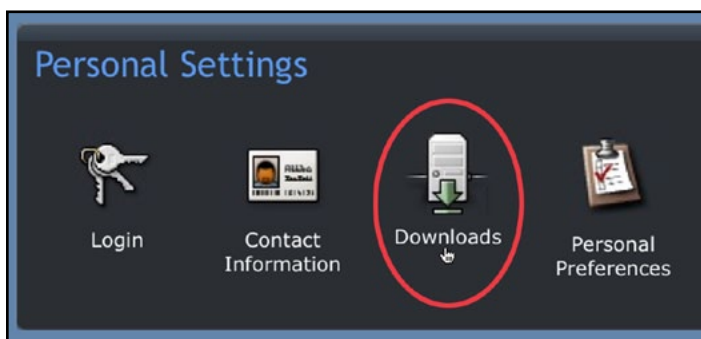 Personal Settings
Login
Contact
Information
Downloads
Personal
Preferences